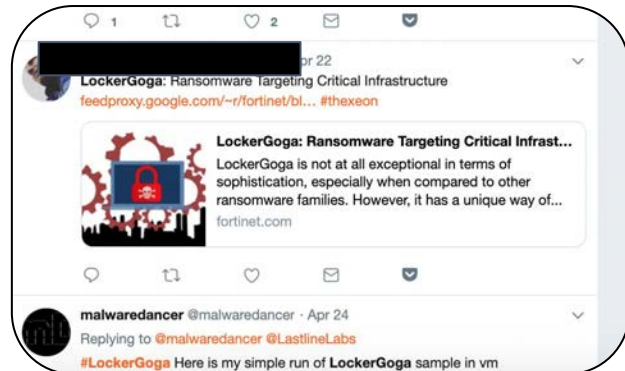 1 2
pr 22
LockerGoga: Ransomware Targeting Critical Infrastructure
feedproxy.google.com/~r/fortinet/bl... #thexeon
LockerGoga: Ransomware Targeting Critical Infrast...
LockerGoga is not at all exceptional in terms of
sophistication, especially when compared to other
ransomware families. However, it has a unique way of...
fortinet.com
malwaredancer @malwaredancer · Apr 24
Replying to @malwaredancer @LastlineLabs
#LockerGoga Here is my simple run of LockerGoga sample in vm